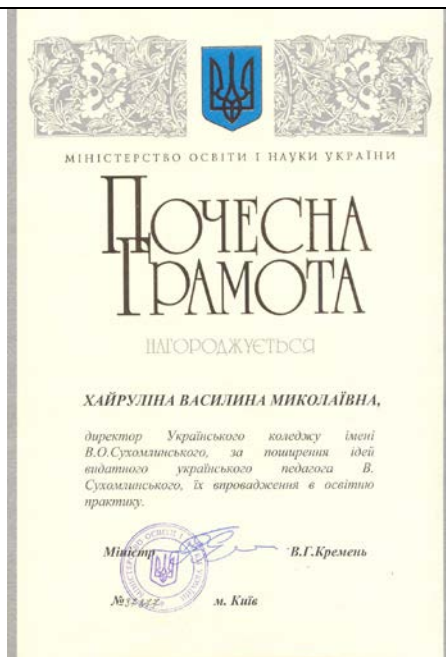 МІНІСТЕРСТВО ОСВІТИ І НАУКИ УКРАЇНИ
ПОЧЕСНА
ГРАМОТА
НАГОРОДЖУЄТЬСЯ
ХАЙРУЛІНА ВАСИЛИНА МИКОЛАЇВНА,
директор Українського коледжу імені
В.О.Сухомлинського, за поширення ідей
видатного українського педагога В.
Сухомлинського, їх впровадження в освітню
практику.
Міністр В.Г.Кремень
№ м. Київ